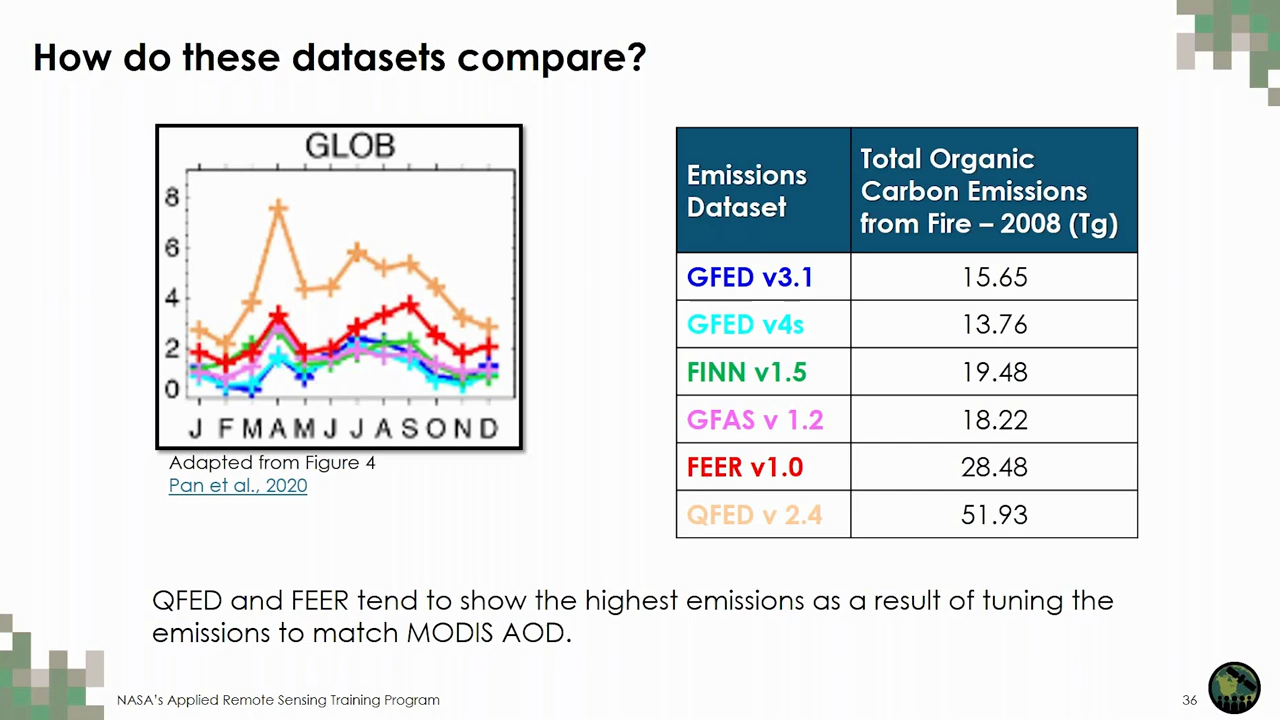 How do these datasets compare?
GLOB
8
6
4
2
0
J F M A M J J A S O N D
Adapted from Figure 4
Pan et al., 2020
Emissions Dataset
Total Organic Carbon Emissions from Fire – 2008 (Tg)
GFED v3.1 15.65
GFED v4s 13.76
FINN v1.5 19.48
GFAS v 1.2 18.22
FEER v1.0 28.48
QFED v 2.4 51.93
QFED and FEER tend to show the highest emissions as a result of tuning the
emissions to match MODIS AOD.
NASA's Applied Remote Sensing Training Program
36